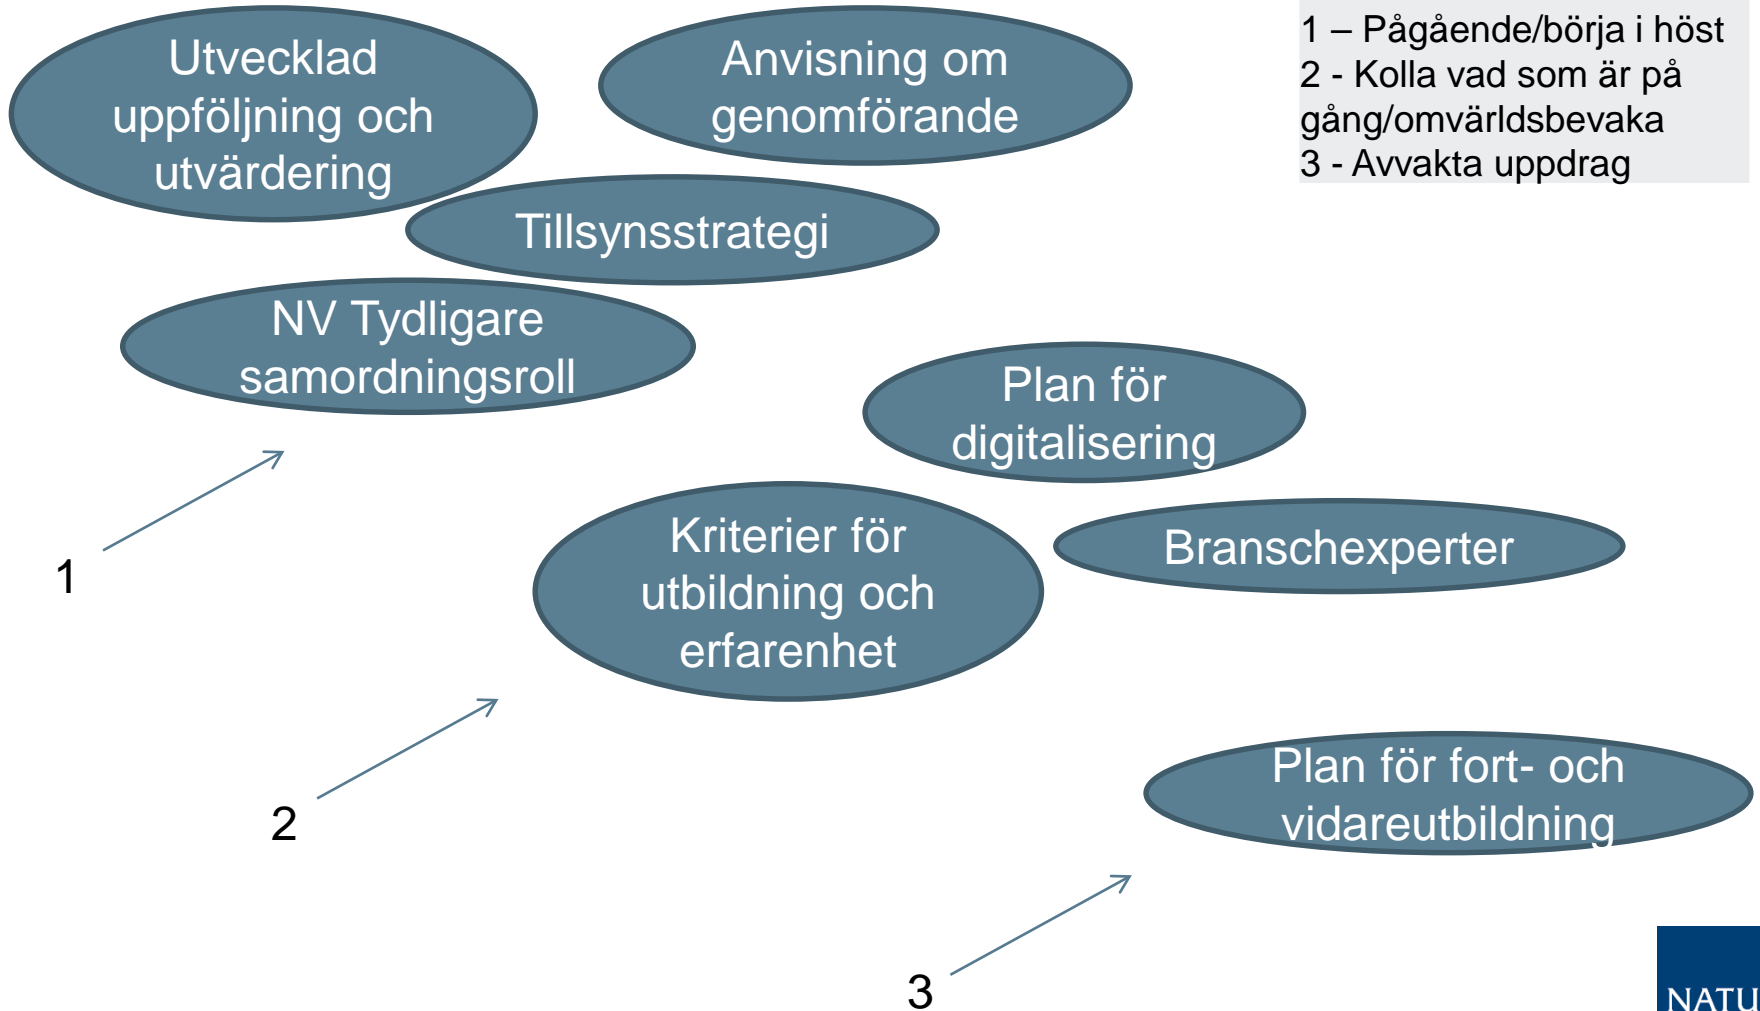 Utvecklad
uppföljning och
utvärdering
Anvisning om
genomförande
1 – Pågående/börja i höst
2 - Kolla vad som är på
gång/omvärldsbevaka
3 - Avvakta uppdrag
Tillsynsstrategi
NV Tydligare
samordningsroll
Plan för
digitalisering
Kriterier för
utbildning och
erfarenhet
Branschexperter
1
2
Plan för fort- och
vidareutbildning
3
NATU